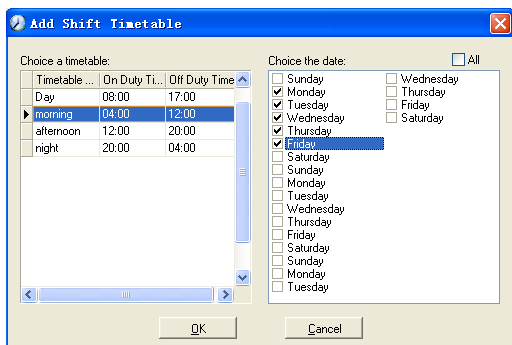 Add Shift Timetable
Choice a timetable:
Timetable ... On Duty Ti... Off Duty Time
Day 08:00 17:00
morning 04:00 12:00
afternoon 12:00 20:00
night 20:00 04:00
Choice the date:
All
Sunday
Monday
Tuesday
Wednesday
Thursday
Friday
Saturday
Sunday
Monday
Tuesday
Wednesday
Thursday
Friday
Saturday
Sunday
Monday
Tuesday
Wednesday
Thursday
Friday
Saturday
OK
Cancel